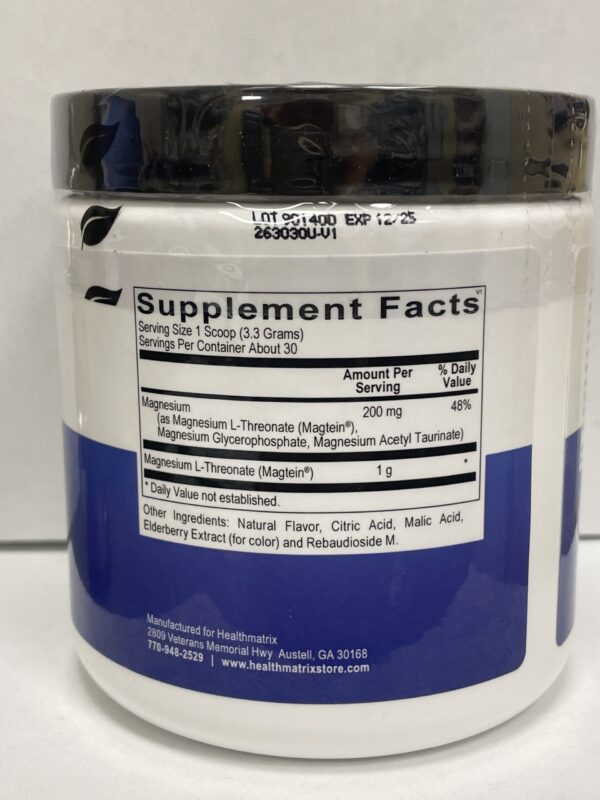 LOT 901400 EXP 12/25
263030U-V1
Supplement Facts V1
Serving Size 1 Scoop (3.3 Grams)
Servings Per Container About 30
Amount Per Serving % Daily Value
Magnesium 200 mg 48%
(as Magnesium L-Threonate (Magtein®),
Magnesium Glycerophosphate, Magnesium Acetyl Taurinate)
Magnesium L-Threonate (Magtein®) 1 g *
* Daily Value not established.
Other Ingredients: Natural Flavor, Citric Acid, Malic Acid,
Elderberry Extract (for color) and Rebaudioside M.
Manufactured for Healthmatrix
2809 Veterans Memorial Hwy Austell, GA 30168
770-948-2529 | www.healthmatrixstore.com